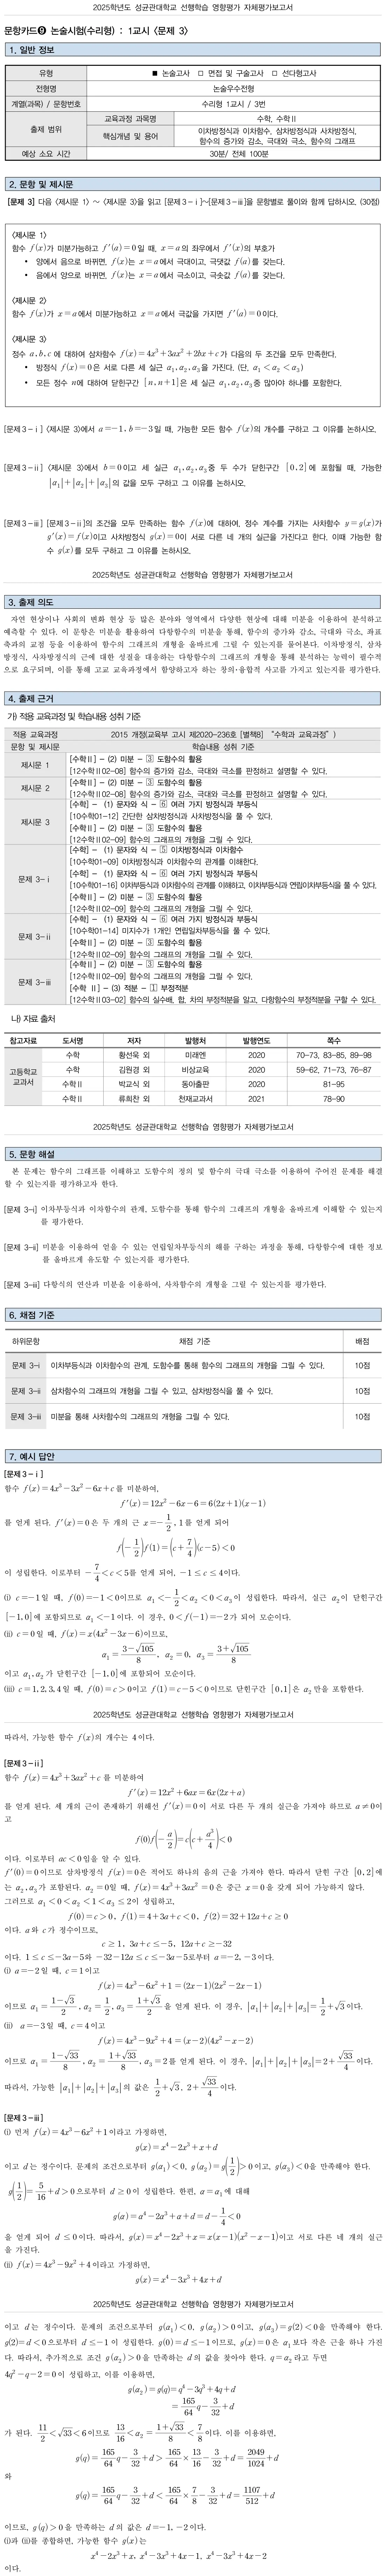 2025학년도 성균관대학교 선행학습 영향평가 자체평가보고서
문항카드❾ 논술시험(수리형) : 1교시 <문제 3>
1. 일반 정보
유형 ■ 논술고사 □ 면접 및 구술고사 □ 선다형고사
전형명 논술우수전형
계열(과목) / 문항번호 수리형 1교시 / 3번
출제 범위 교육과정 과목명 수학, 수학Ⅱ
핵심개념 및 용어 이차방정식과 이차함수, 삼차방정식과 사차방정식,
함수의 증가와 감소, 극대와 극소, 함수의 그래프
예상 소요 시간 30분/ 전체 100분
2. 문항 및 제시문
[문제 3] 다음 <제시문 1> ~ <제시문 3>을 읽고 [문제 3-ⅰ]~[문제 3-ⅲ]을 문항별로 풀이와 함께 답하시오. (30점)
<제시문 1>
함수 f(x)가 미분가능하고 f′(a)=0일 때, x=a의 좌우에서 f′(x)의 부호가
• 양에서 음으로 바뀌면, f(x)는 x=a에서 극대이고, 극댓값 f(a)를 갖는다.
• 음에서 양으로 바뀌면, f(x)는 x=a에서 극소이고, 극솟값 f(a)를 갖는다.
<제시문 2>
함수 f(x)가 x=a에서 미분가능하고 x=a에서 극값을 가지면 f′(a)=0이다.
<제시문 3>
정수 a, b, c에 대하여 삼차함수 f(x)=4x³+3ax²+2bx+c가 다음의 두 조건을 모두 만족한다.
• 방정식 f(x)=0은 서로 다른 세 실근 α₁, α₂, α₃을 가진다. (단, α₁<α₂<α₃)
• 모든 정수 n에 대하여 닫힌구간 [n, n+1]은 세 실근 α₁, α₂, α₃중 많아야 하나를 포함한다.
[문제 3-ⅰ] <제시문 3>에서 a=-1, b=-3일 때, 가능한 모든 함수 f(x)의 개수를 구하고 그 이유를 논하시오.
[문제 3-ⅱ] <제시문 3>에서 b=0이고 세 실근 α₁, α₂, α₃중 두 수가 닫힌구간 [0, 2]에 포함될 때, 가능한
|α₁|+|α₂|+|α₃|의 값을 모두 구하고 그 이유를 논하시오.
[문제 3-ⅲ] [문제 3-ⅱ]의 조건을 모두 만족하는 함수 f(x)에 대하여, 정수 계수를 가지는 사차함수 y=g(x)가
g′(x)=f(x)이고 사차방정식 g(x)=0이 서로 다른 네 개의 실근을 가진다고 한다. 이때 가능한 함
수 g(x)를 모두 구하고 그 이유를 논하시오.
2025학년도 성균관대학교 선행학습 영향평가 자체평가보고서
3. 출제 의도
자연 현상이나 사회의 변화 현상 등 많은 분야와 영역에서 다양한 현상에 대해 미분을 이용하여 분석하고
예측할 수 있다. 이 문항은 미분을 활용하여 다항함수의 미분을 통해, 함수의 증가와 감소, 극대와 극소, 좌표
축과의 교점 등을 이용하여 함수의 그래프의 개형을 올바르게 그릴 수 있는지를 물어본다. 이차방정식, 삼차
방정식, 사차방정식의 근에 대한 성질을 대응하는 다항함수의 그래프의 개형을 통해 분석하는 능력이 필수적
으로 요구되며, 이를 통해 고교 교육과정에서 함양하고자 하는 창의·융합적 사고를 가지고 있는지를 평가한다.
4. 출제 근거
가) 적용 교육과정 및 학습내용 성취 기준
적용 교육과정 2015 개정(교육부 고시 제2020-236호 [별책8] “수학과 교육과정”)
문항 및 제시문 학습내용 성취 기준
제시문 1 [수학Ⅱ] - (2) 미분 - ③ 도함수의 활용
[12수학Ⅱ02-08] 함수의 증가와 감소, 극대와 극소를 판정하고 설명할 수 있다.
제시문 2 [수학Ⅱ] - (2) 미분 - ③ 도함수의 활용
[12수학Ⅱ02-08] 함수의 증가와 감소, 극대와 극소를 판정하고 설명할 수 있다.
제시문 3 [수학] - (1) 문자와 식 - ⑥ 여러 가지 방정식과 부등식
[10수학01-12] 간단한 삼차방정식과 사차방정식을 풀 수 있다.
[수학Ⅱ] - (2) 미분 - ③ 도함수의 활용
[12수학Ⅱ02-09] 함수의 그래프의 개형을 그릴 수 있다.
문제 3-ⅰ [수학] - (1) 문자와 식 - ⑤ 이차방정식과 이차함수
[10수학01-09] 이차방정식과 이차함수의 관계를 이해한다.
[수학] - (1) 문자와 식 - ⑥ 여러 가지 방정식과 부등식
[10수학01-16] 이차부등식과 이차함수의 관계를 이해하고, 이차부등식과 연립이차부등식을 풀 수 있다.
[수학Ⅱ] - (2) 미분 - ③ 도함수의 활용
[12수학Ⅱ02-09] 함수의 그래프의 개형을 그릴 수 있다.
문제 3-ⅱ [수학] - (1) 문자와 식 - ⑥ 여러 가지 방정식과 부등식
[10수학01-14] 미지수가 1개인 연립일차부등식을 풀 수 있다.
[수학Ⅱ] - (2) 미분 - ③ 도함수의 활용
[12수학Ⅱ02-09] 함수의 그래프의 개형을 그릴 수 있다.
문제 3-ⅲ [수학Ⅱ] - (2) 미분 - ③ 도함수의 활용
[12수학Ⅱ02-09] 함수의 그래프의 개형을 그릴 수 있다.
[수학 Ⅱ] - (3) 적분 - ① 부정적분
[12수학Ⅱ03-02] 함수의 실수배, 합, 차의 부정적분을 알고, 다항함수의 부정적분을 구할 수 있다.
나) 자료 출처
참고자료 도서명 저자 발행처 발행연도 쪽수
고등학교 교과서 수학 황선욱 외 미래엔 2020 70-73, 83-85, 89-98
수학 김원경 외 비상교육 2020 59-62, 71-73, 76-87
수학Ⅱ 박교식 외 동아출판 2020 81-95
수학Ⅱ 류희찬 외 천재교과서 2021 78-90
2025학년도 성균관대학교 선행학습 영향평가 자체평가보고서
5. 문항 해설
본 문제는 함수의 그래프를 이해하고 도함수의 정의 및 함수의 극대 극소를 이용하여 주어진 문제를 해결
할 수 있는지를 평가하고자 한다.
[문제 3-ⅰ] 이차부등식과 이차함수의 관계, 도함수를 통해 함수의 그래프의 개형을 올바르게 이해할 수 있는지
를 평가한다.
[문제 3-ⅱ] 미분을 이용하여 얻을 수 있는 연립일차부등식의 해를 구하는 과정을 통해, 다항함수에 대한 정보
를 올바르게 유도할 수 있는지를 평가한다.
[문제 3-ⅲ] 다항식의 연산과 미분을 이용하여, 사차함수의 개형을 그릴 수 있는지를 평가한다.
6. 채점 기준
하위문항 채점 기준 배점
문제 3-ⅰ 이차부등식과 이차함수의 관계, 도함수를 통해 함수의 그래프의 개형을 그릴 수 있다. 10점
문제 3-ⅱ 삼차함수의 그래프의 개형을 그릴 수 있고, 삼차방정식을 풀 수 있다. 10점
문제 3-ⅲ 미분을 통해 사차함수의 그래프의 개형을 그릴 수 있다. 10점
7. 예시 답안
[문제 3-ⅰ]
함수 f(x)=4x³-3x²-6x+c를 미분하여,
f′(x)=12x²-6x-6=6(2x+1)(x-1)
를 얻게 된다. f′(x)=0은 두 개의 근 x=-1/2, 1를 얻게 되어
f(-1/2)f(1)=(c+7/4)(c-5)<0
이 성립한다. 이로부터 -7/4<c<5를 얻게 되어, -1≤c≤4이다.
(i) c=-1일 때, f(0)=-1<0이므로 α₁<-1/2<α₂<0<α₃이 성립한다. 따라서, 실근 α₂이 닫힌구간
[-1, 0]에 포함되므로 α₁<-1이다. 이 경우, 0<f(-1)=-2가 되어 모순이다.
(ii) c=0일 때, f(x)=x(4x²-3x-6)이므로,
α₁=(3-√105)/8, α₂=0, α₃=(3+√105)/8
이고 α₁, α₂가 닫힌구간 [-1, 0]에 포함되어 모순이다.
(iii) c=1, 2, 3, 4일 때, f(0)=c>0이고 f(1)=c-5<0이므로 닫힌구간 [0, 1]은 α₂만을 포함한다.
2025학년도 성균관대학교 선행학습 영향평가 자체평가보고서
따라서, 가능한 함수 f(x)의 개수는 4이다.
[문제 3-ⅱ]
함수 f(x)=4x³+3ax²+c를 미분하여
f′(x)=12x²+6ax=6x(2x+a)
를 얻게 된다. 세 개의 근이 존재하기 위해선 f′(x)=0이 서로 다른 두 개의 실근을 가져야 하므로 a≠0이
고
f(0)f(-a/2)=c(c+a³/4)<0
이다. 이로부터 ac<0임을 알 수 있다.
f′(0)=0이므로 삼차방정식 f(x)=0은 적어도 하나의 음의 근을 가져야 한다. 따라서 닫힌 구간 [0, 2]에
는 α₂, α₃가 포함된다. α₂=0일 때, f(x)=4x³+3ax²=0은 중근 x=0을 갖게 되어 가능하지 않다.
그러므로 α₁<0<α₂<1<α₃≤2이 성립하고,
f(0)=c>0, f(1)=4+3a+c<0, f(2)=32+12a+c≥0
이다. a와 c가 정수이므로,
c≥1, 3a+c≤-5, 12a+c≥-32
이다. 1≤c≤-3a-5와 -32-12a≤c≤-3a-5로부터 a=-2, -3이다.
(i) a=-2일 때, c=1이고
f(x)=4x³-6x²+1=(2x-1)(2x²-2x-1)
이므로 α₁=(1-√3)/2, α₂=1/2, α₃=(1+√3)/2을 얻게 된다. 이 경우, |α₁|+|α₂|+|α₃|=1/2+√3이다.
(ii) a=-3일 때, c=4이고
f(x)=4x³-9x²+4=(x-2)(4x²-x-2)
이므로 α₁=(1-√33)/8, α₂=(1+√33)/8, α₃=2를 얻게 된다. 이 경우, |α₁|+|α₂|+|α₃|=2+√33/4이다.
따라서, 가능한 |α₁|+|α₂|+|α₃|의 값은 1/2+√3, 2+√33/4이다.
[문제 3-ⅲ]
(i) 먼저 f(x)=4x³-6x²+1이라고 가정하면,
g(x)=x⁴-2x³+x+d
이고 d는 정수이다. 문제의 조건으로부터 g(α₁)<0, g(α₂)=g(1/2)>0이고, g(α₃)<0을 만족해야 한다.
g(1/2)=5/16+d>0으로부터 d≥0이 성립한다. 한편, α=α₁에 대해
g(α)=α⁴-2α³+α+d=d-1/4<0
을 얻게 되어 d≤0이다. 따라서, g(x)=x⁴-2x³+x=x(x-1)(x²-x-1)이고 서로 다른 네 개의 실근
을 가진다.
(ii) f(x)=4x³-9x²+4이라고 가정하면,
g(x)=x⁴-3x³+4x+d
2025학년도 성균관대학교 선행학습 영향평가 자체평가보고서
이고 d는 정수이다. 문제의 조건으로부터 g(α₁)<0, g(α₂)>0이고, g(α₃)=g(2)<0을 만족해야 한다.
g(2)=d<0으로부터 d≤-1이 성립한다. g(0)=d≤-1이므로, g(x)=0은 α₁보다 작은 근을 하나 가진
다. 따라서, 추가적으로 조건 g(α₂)>0을 만족하는 d의 값을 찾아야 한다. q=α₂라고 두면
4q²-q-2=0이 성립하고, 이를 이용하면,
g(α₂)=g(q)=q⁴-3q³+4q+d
=165/64 q-3/32+d
가 된다. 11/2<√33<6이므로 13/16<α₂=(1+√33)/8<7/8이다. 이를 이용하면,
g(q)=165/64 q-3/32+d>165/64×13/16-3/32+d=2049/1024+d
와
g(q)=165/64 q-3/32+d<165/64×7/8-3/32+d=1107/512+d
이므로, g(q)>0을 만족하는 d의 값은 d=-1, -2이다.
(i)과 (ii)를 종합하면, 가능한 함수 g(x)는
x⁴-2x³+x, x⁴-3x³+4x-1, x⁴-3x³+4x-2
이다.